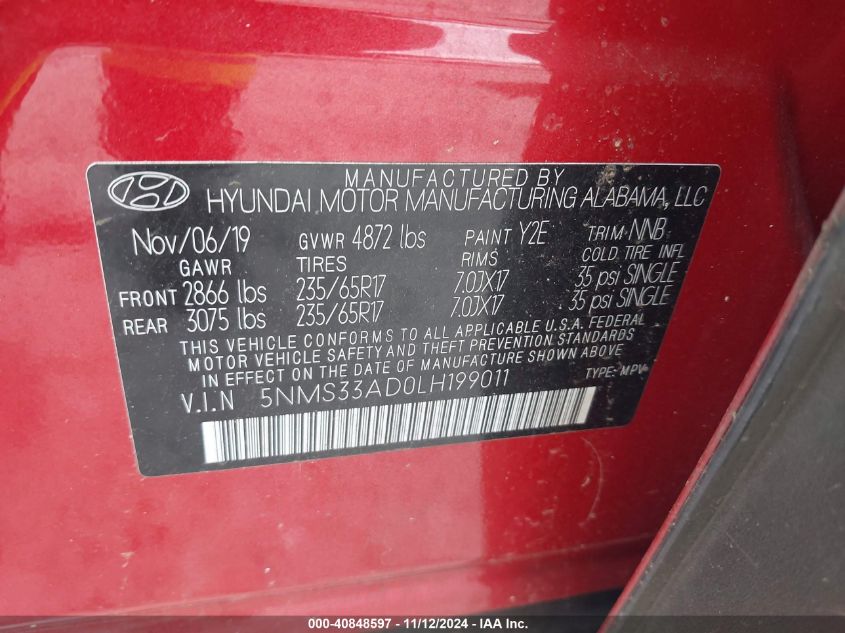 MANUFACTURED BY
HYUNDAI MOTOR MANUFACTURING ALABAMA, LLC
Nov/06/19 GVWR 4872 lbs PAINT Y2E TRIM NNB
GAWR TIRES RIMS COLD TIRE INFL
FRONT 2866 lbs 235/65R17 7.0JX17 35 psi SINGLE
REAR 3075 lbs 235/65R17 7.0JX17 35 psi SINGLE
THIS VEHICLE CONFORMS TO ALL APPLICABLE U.S.A. FEDERAL
MOTOR VEHICLE SAFETY AND THEFT PREVENTION STANDARDS
IN EFFECT ON THE DATE OF MANUFACTURE SHOWN ABOVE
V.I.N 5NMS33AD0LH199011 TYPE: MPV
000-40848597 - 11/12/2024 - IAA Inc.